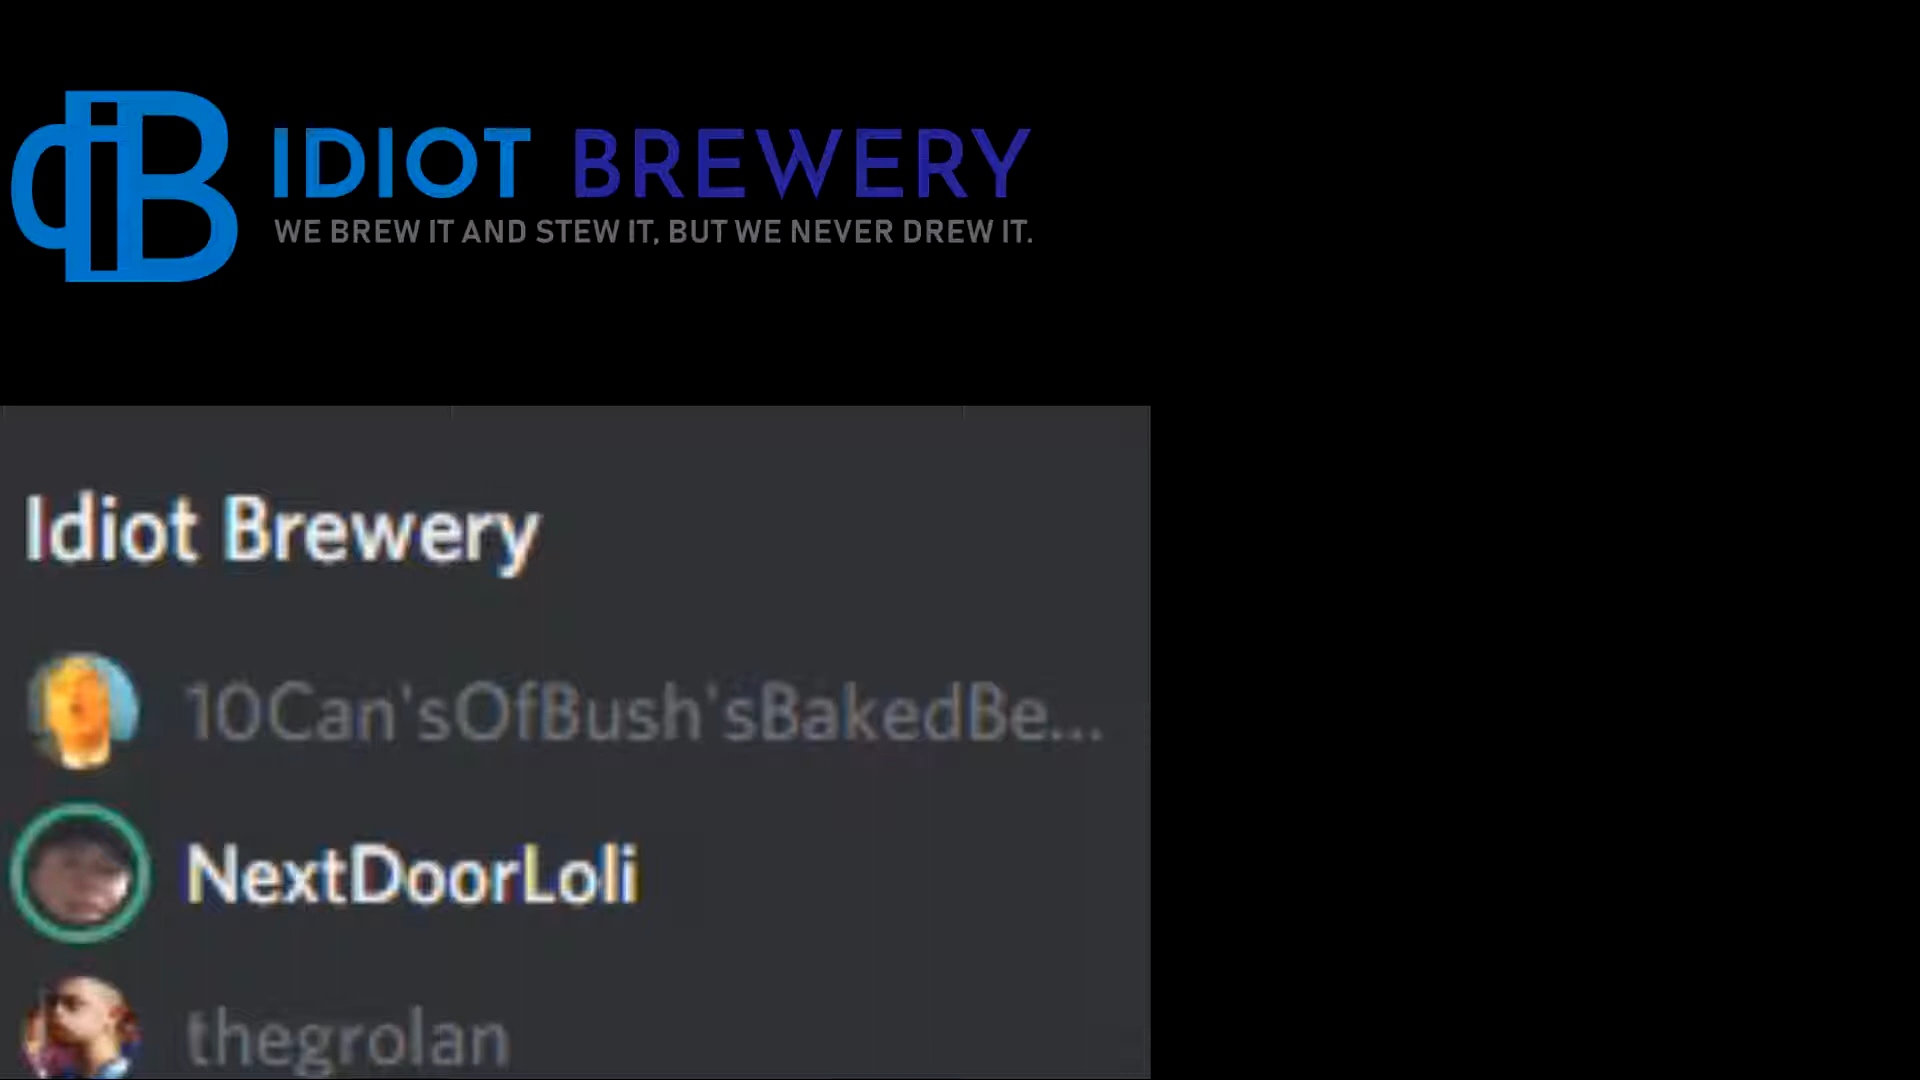 IDIOT BREWERY
WE BREW IT AND STEW IT, BUT WE NEVER DREW IT.
Idiot Brewery
10Can'sOfBush'sBakedBe...
NextDoorLoli
thegrolan